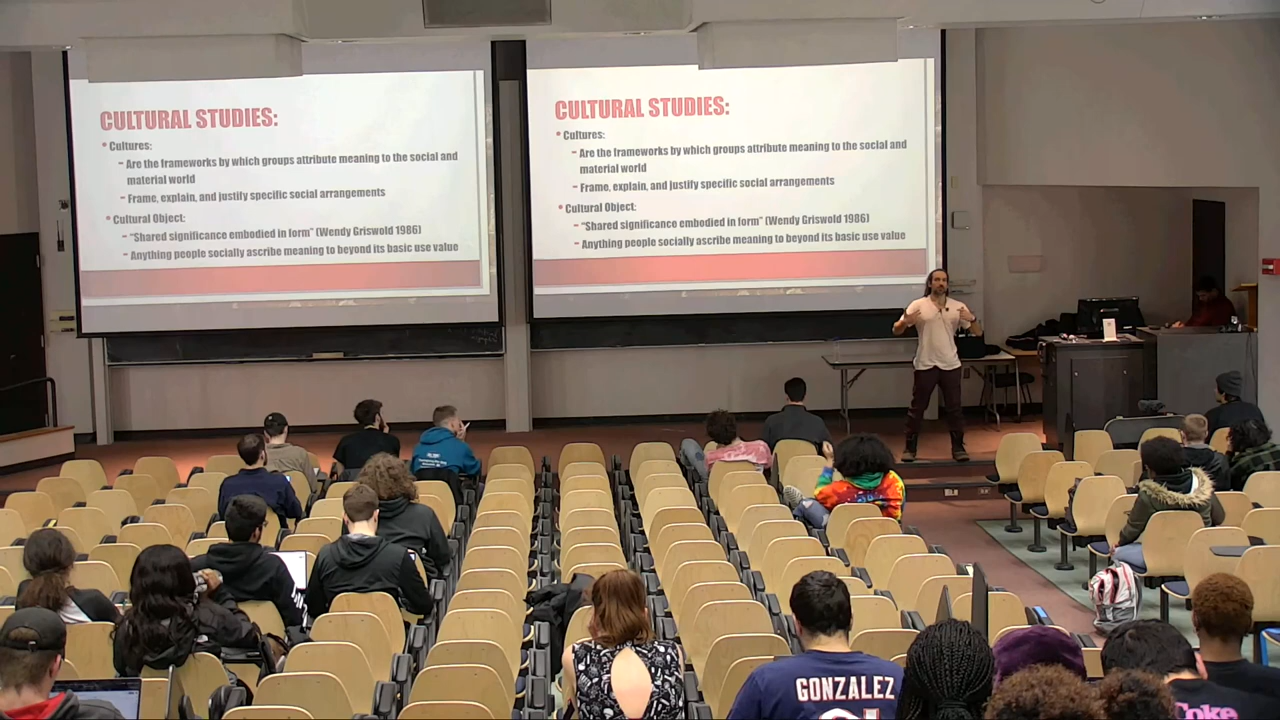 CULTURAL STUDIES:
Cultures:
Are the frameworks by which groups attribute meaning to the social and
material world
Frame, explain, and justify specific social arrangements
Cultural Object:
"Shared significance embodied in form" (Wendy Griswold 1986)
Anything people socially ascribe meaning to beyond its basic use value
CULTURAL STUDIES:
Cultures:
Are the frameworks by which groups attribute meaning to the social and
material world
Frame, explain, and justify specific social arrangements
Cultural Object:
"Shared significance embodied in form" (Wendy Griswold 1986)
Anything people socially ascribe meaning to beyond its basic use value
GONZALEZ
Coke